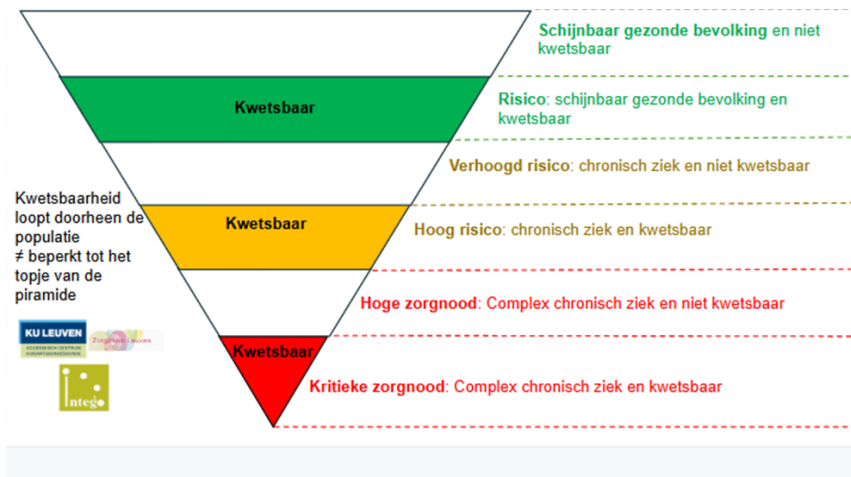 Schijnbaar gezonde bevolking en niet
kwetsbaar
Kwetsbaar
Risico: schijnbaar gezonde bevolking en
kwetsbaar
Verhoogd risico: chronisch ziek en niet kwetsbaar
Kwetsbaarheid
loopt doorheen de
populatie
≠ beperkt tot het
topje van de
piramide
Kwetsbaar
Hoog risico: chronisch ziek en kwetsbaar
Hoge zorgnood: Complex chronisch ziek en niet kwetsbaar
KU LEUVEN
ACADEMISCH CENTRUM
HUISARTSGENEESKUNDE
Kwetsbaar
Kritieke zorgnood: Complex chronisch ziek en kwetsbaar
Intego